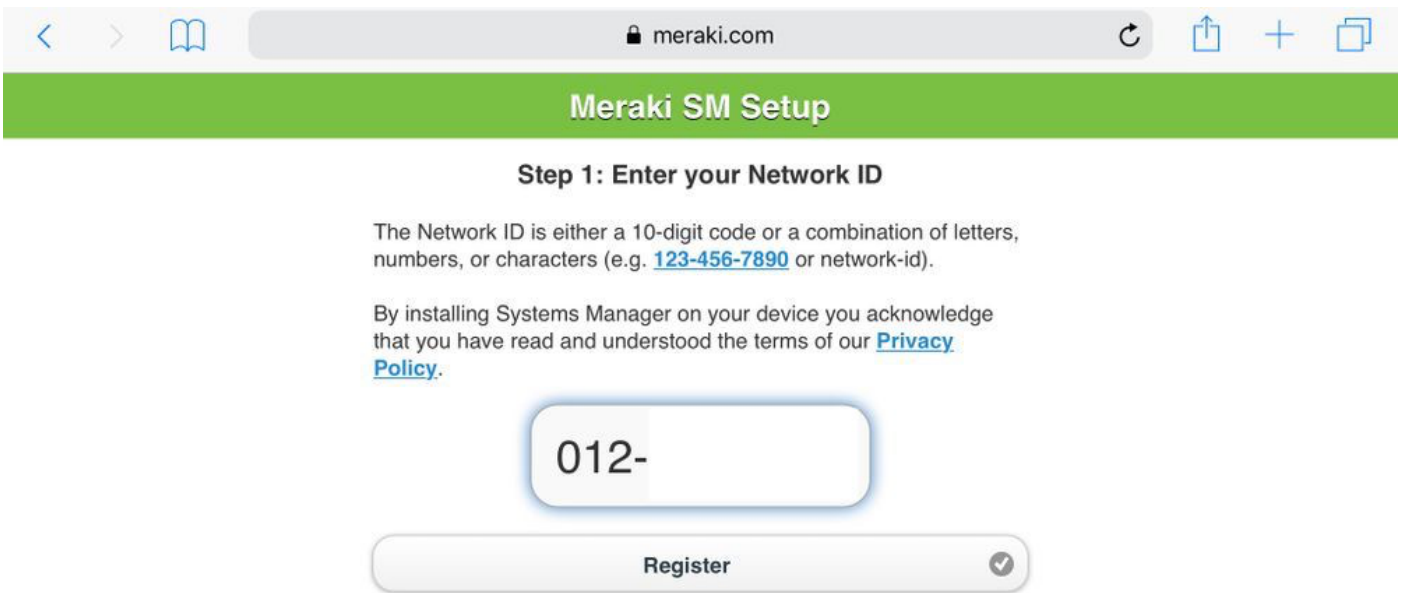 meraki.com
Meraki SM Setup
Step 1: Enter your Network ID
The Network ID is either a 10-digit code or a combination of letters,
numbers, or characters (e.g. 123-456-7890 or network-id).
By installing Systems Manager on your device you acknowledge
that you have read and understood the terms of our Privacy
Policy.
012-
Register